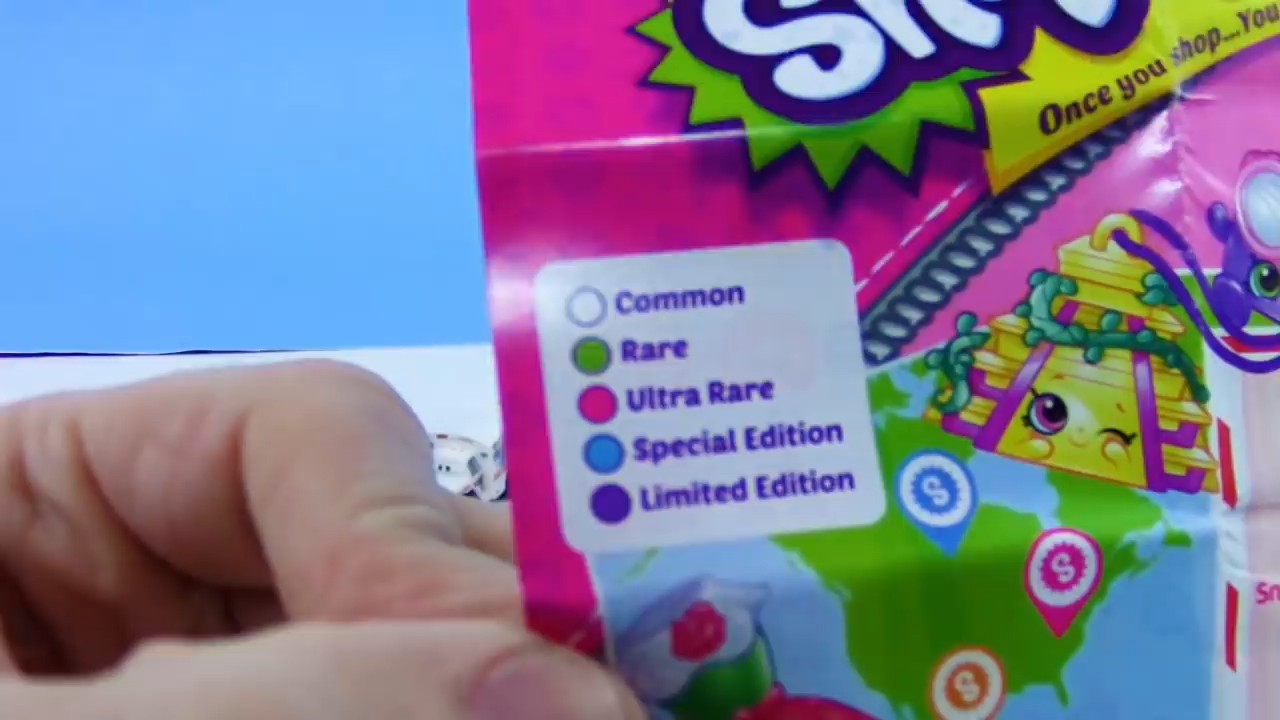 Once you shop...You
Common
Rare
Ultra Rare
Special Edition
Limited Edition
S
S
S